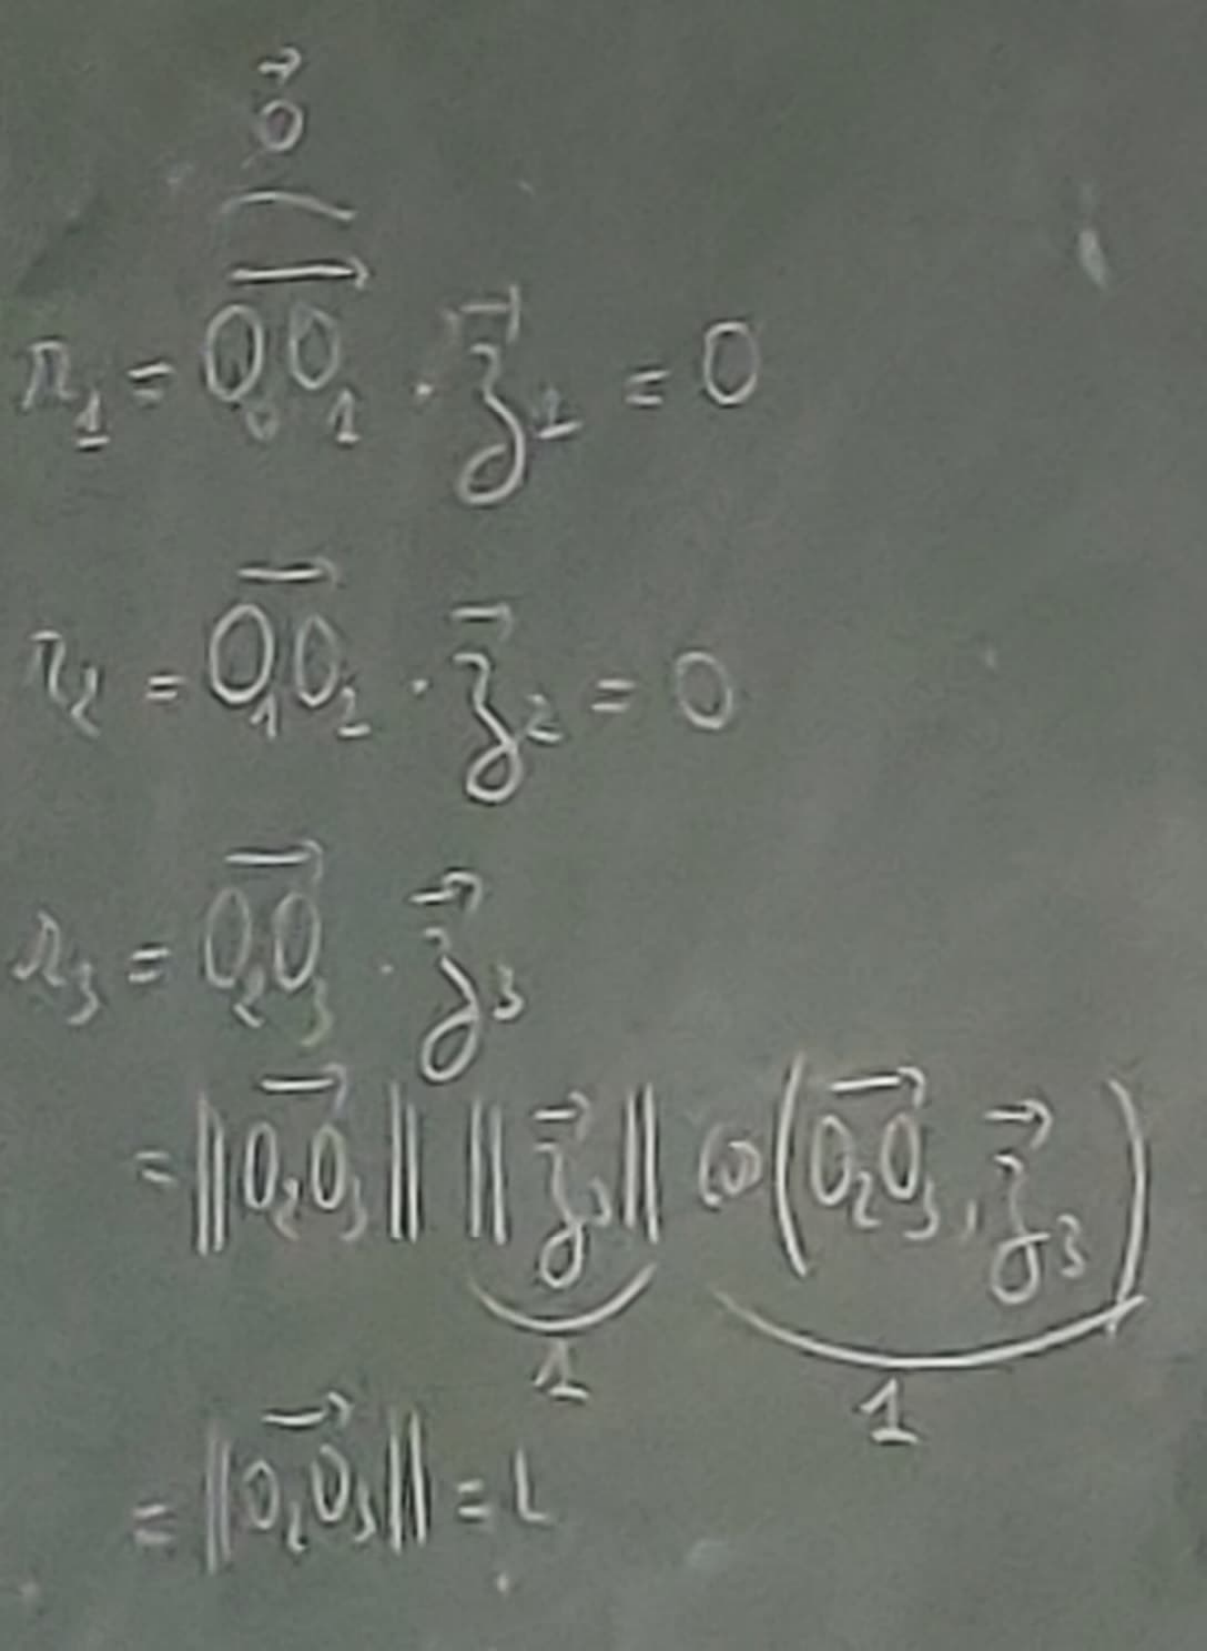 $\vec{0}$
$r_1 = \overbrace{\overrightarrow{O_0O_1}} \cdot \vec{z}_1 = 0$
$r_2 = \overrightarrow{O_1O_2} \cdot \vec{z}_2 = 0$
$r_3 = \overrightarrow{O_2O_3} \cdot \vec{z}_3$
$= \|\overrightarrow{O_2O_3}\| \underbrace{\|\vec{z}_3\|} \underbrace{\cos(\overrightarrow{O_2O_3}, \vec{z}_3)}$
1 1
$= \|\overrightarrow{O_2O_3}\| = L$